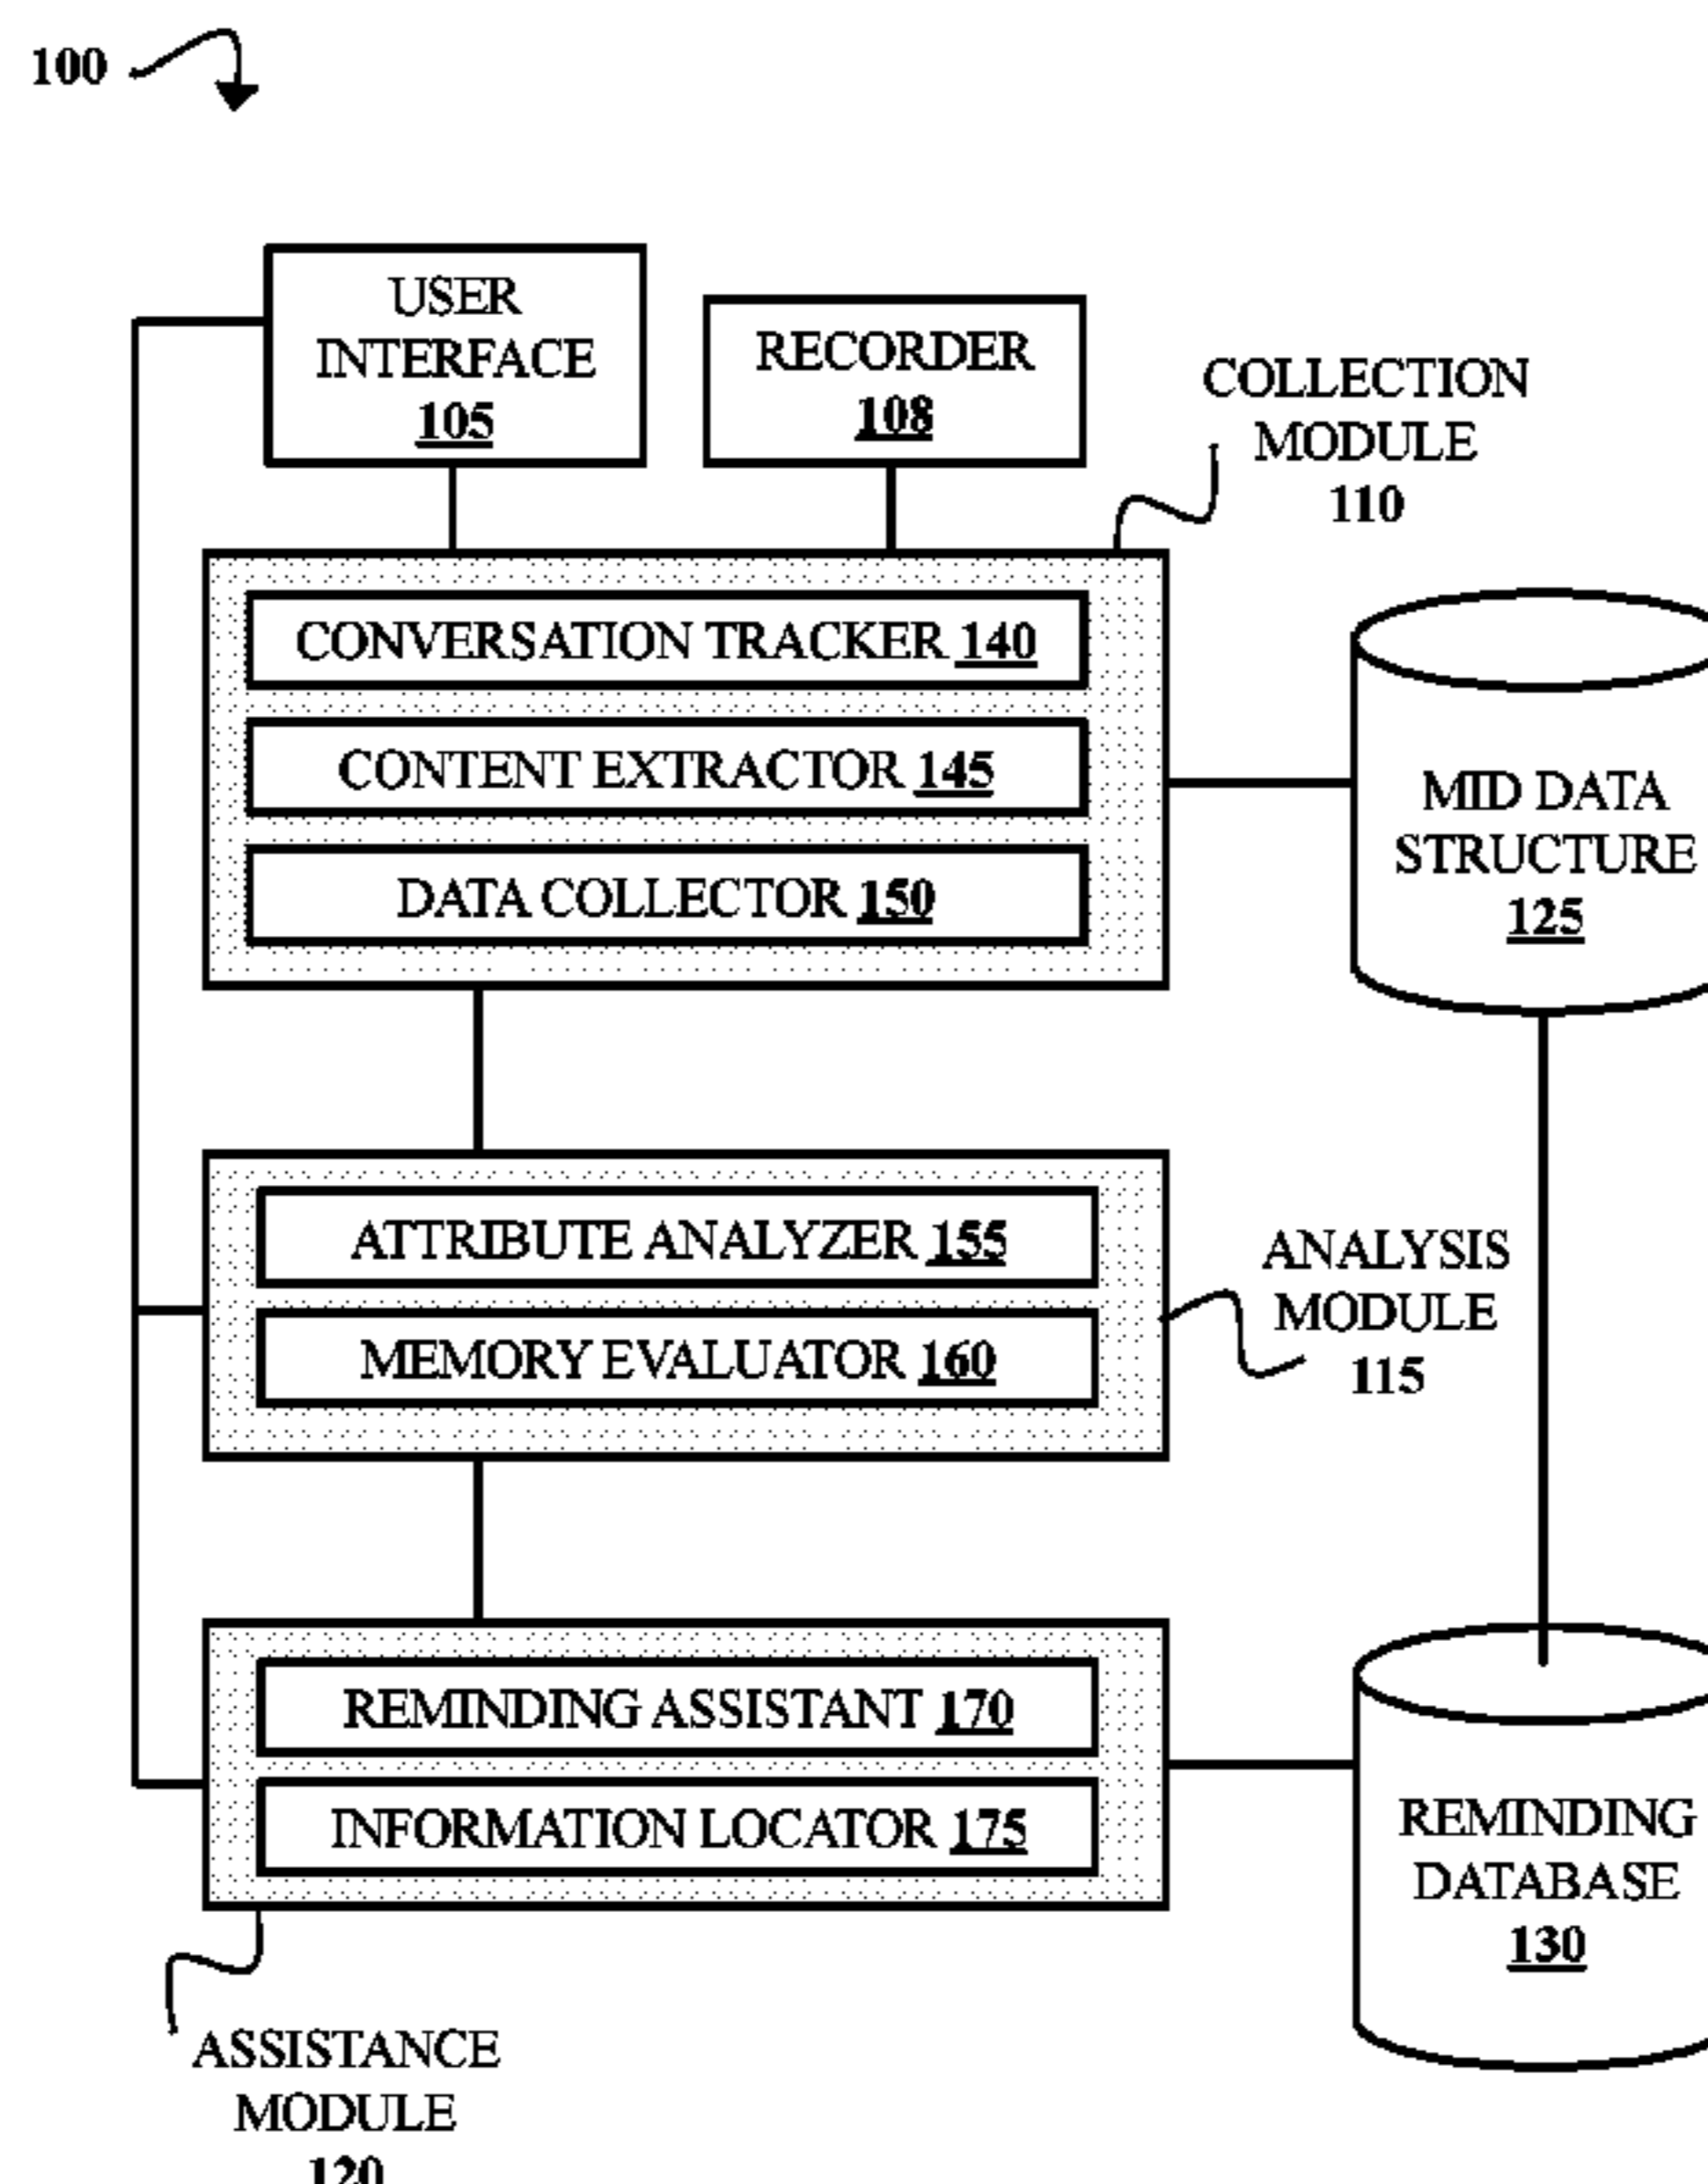 100
USER
INTERFACE
105
RECORDER
108
COLLECTION
MODULE
110
CONVERSATION TRACKER 140
CONTENT EXTRACTOR 145
DATA COLLECTOR 150
MID DATA
STRUCTURE
125
ATTRIBUTE ANALYZER 155
MEMORY EVALUATOR 160
ANALYSIS
MODULE
115
REMINDING ASSISTANT 170
INFORMATION LOCATOR 175
REMINDING
DATABASE
130
ASSISTANCE
MODULE
120